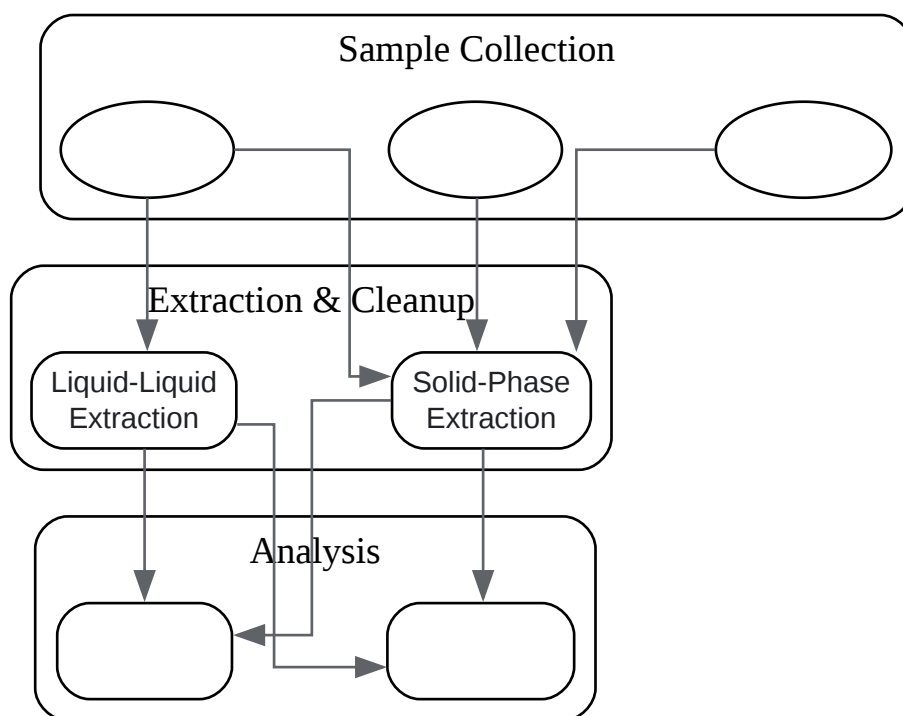 Sample Collection
Extraction & Cleanup
Liquid-Liquid
Extraction
Solid-Phase
Extraction
Analysis